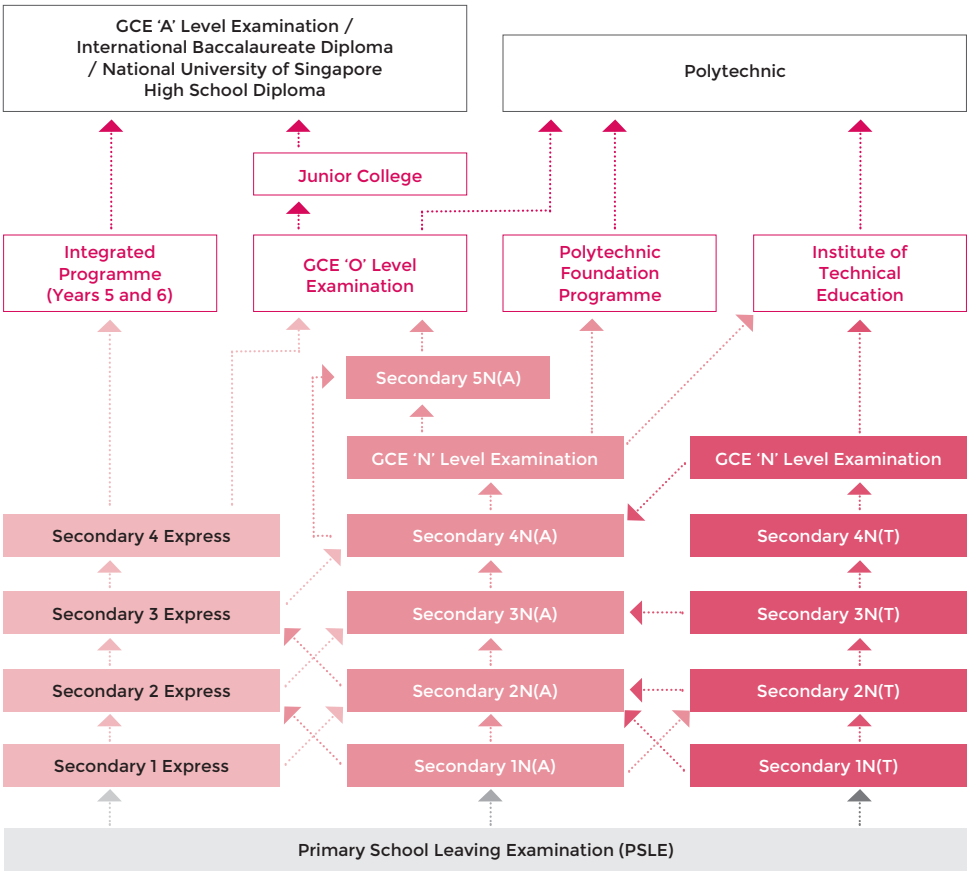 GCE ‘A’ Level Examination /
International Baccalaureate Diploma
/ National University of Singapore
High School Diploma
Polytechnic
Junior College
Integrated
Programme
(Years 5 and 6)
GCE ‘O’ Level
Examination
Polytechnic
Foundation
Programme
Institute of
Technical
Education
Secondary 5N(A)
GCE ‘N’ Level Examination
GCE ‘N’ Level Examination
Secondary 4 Express
Secondary 4N(A)
Secondary 4N(T)
Secondary 3 Express
Secondary 3N(A)
Secondary 3N(T)
Secondary 2 Express
Secondary 2N(A)
Secondary 2N(T)
Secondary 1 Express
Secondary 1N(A)
Secondary 1N(T)
Primary School Leaving Examination (PSLE)